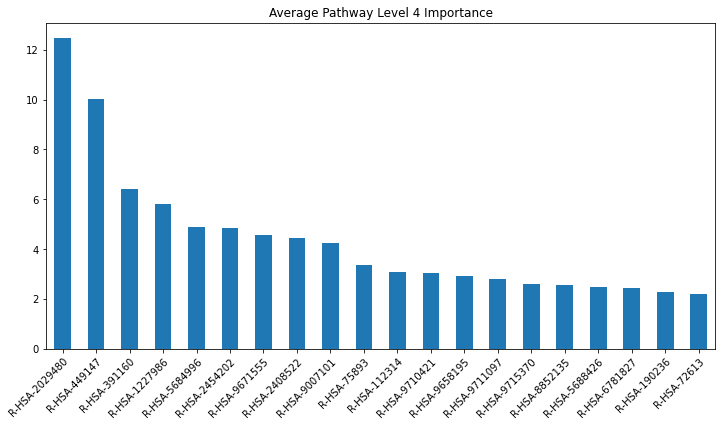 Average Pathway Level 4 Importance
12
10
8
6
4
2
0
R-HSA-2029480
R-HSA-449147
R-HSA-391160
R-HSA-1227986
R-HSA-5684996
R-HSA-2454202
R-HSA-9671555
R-HSA-2408522
R-HSA-9007101
R-HSA-75893
R-HSA-112314
R-HSA-9710421
R-HSA-9658195
R-HSA-9711097
R-HSA-9715370
R-HSA-8852135
R-HSA-5688426
R-HSA-6781827
R-HSA-190236
R-HSA-72613